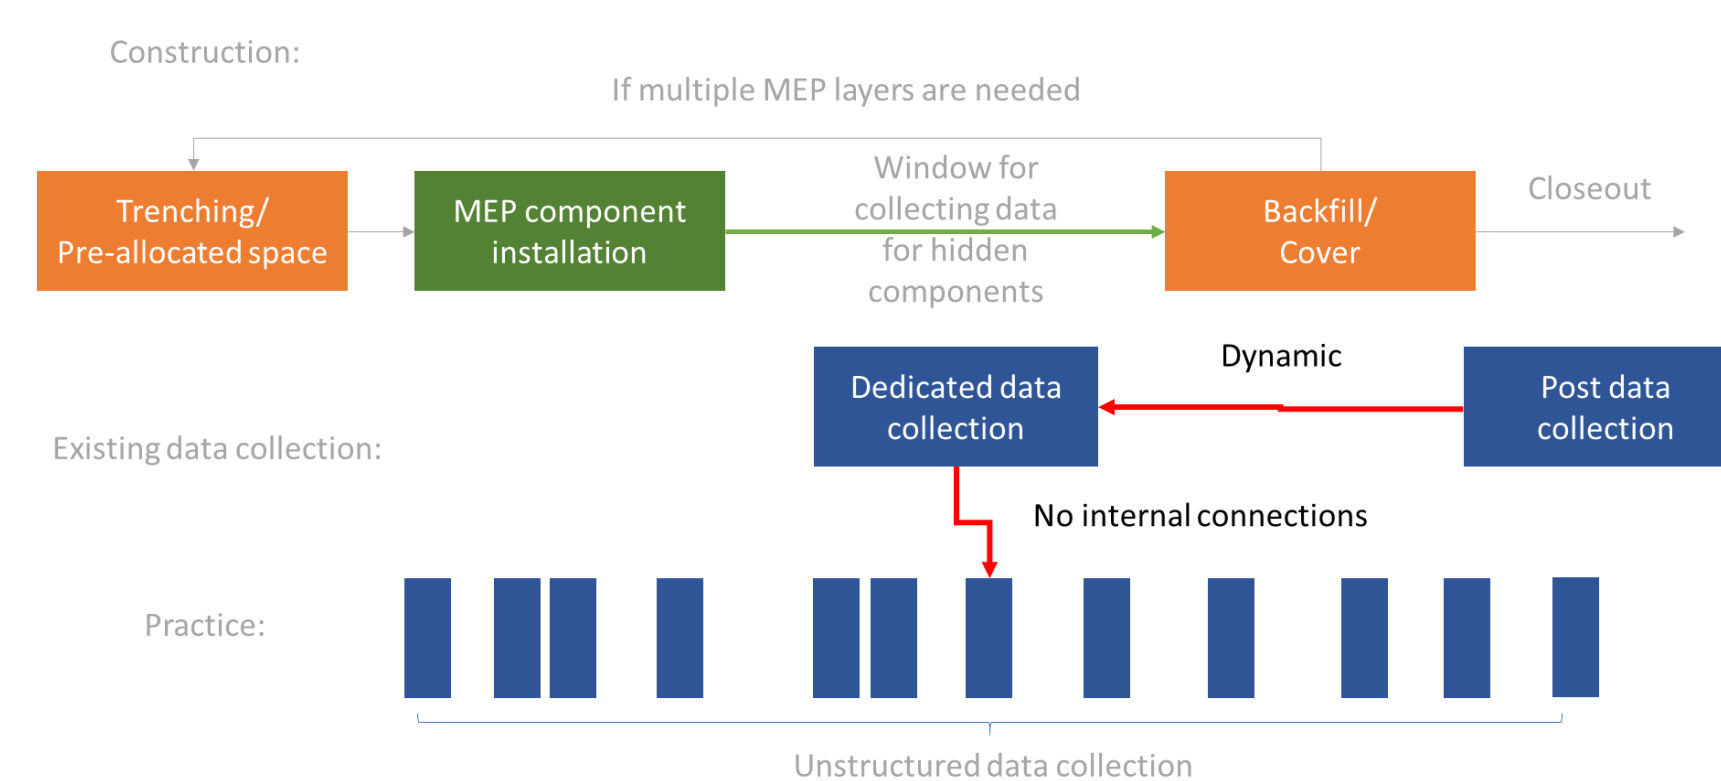 Construction:
If multiple MEP layers are needed
Trenching/
Pre-allocated space
MEP component
installation
Window for
collecting data
for hidden
components
Backfill/
Cover
Closeout
Existing data collection:
Dedicated data
collection
Dynamic
Post data
collection
No internal connections
Practice:
Unstructured data collection